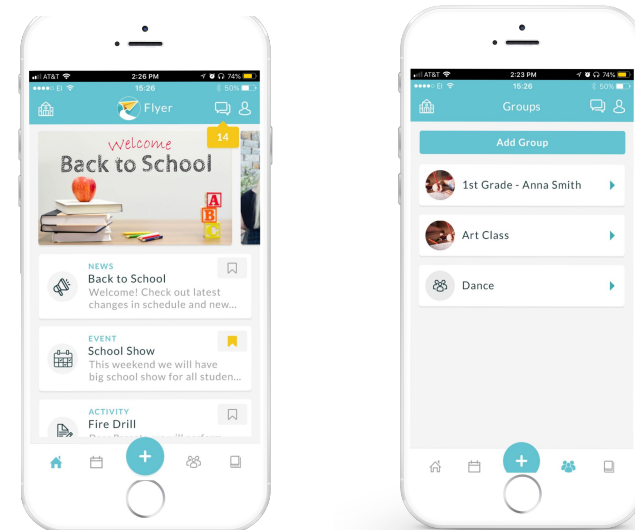 AT&T
2:26 PM
74%
15:26
50%
Flyer
14
Welcome
Back to School
A
B
C
NEWS
Back to School
Welcome! Check out latest
changes in schedule and new...
EVENT
School Show
This weekend we will have
big school show for all studen...
ACTIVITY
Fire Drill
+
AT&T
2:23 PM
74%
15:26
50%
Groups
Add Group
1st Grade - Anna Smith
Art Class
Dance
+